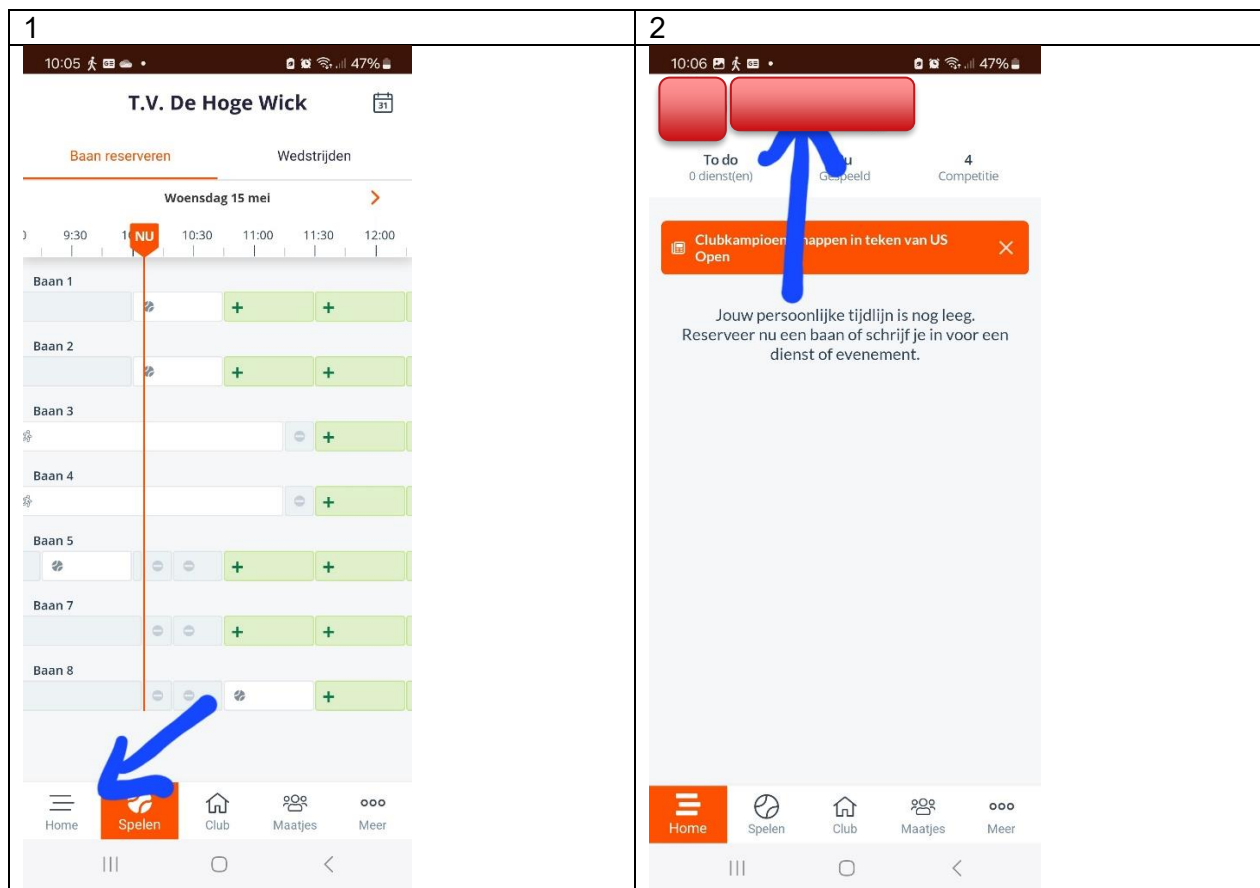 1
10:05
47%
T.V. De Hoge Wick
31
Baan reserveren Wedstrijden
Woensdag 15 mei
9:30 NU 10:30 11:00 11:30 12:00
Baan 1
Baan 2
Baan 3
Baan 4
Baan 5
Baan 7
Baan 8
Home Spelen Club Maatjes Meer
2
10:06
47%
To do 4
0 dienst(en) Gespeeld Competitie
Clubkampioenschappen in teken van US
Open
Jouw persoonlijke tijdlijn is nog leeg.
Reserveer nu een baan of schrijf je in voor een
dienst of evenement.
Home Spelen Club Maatjes Meer